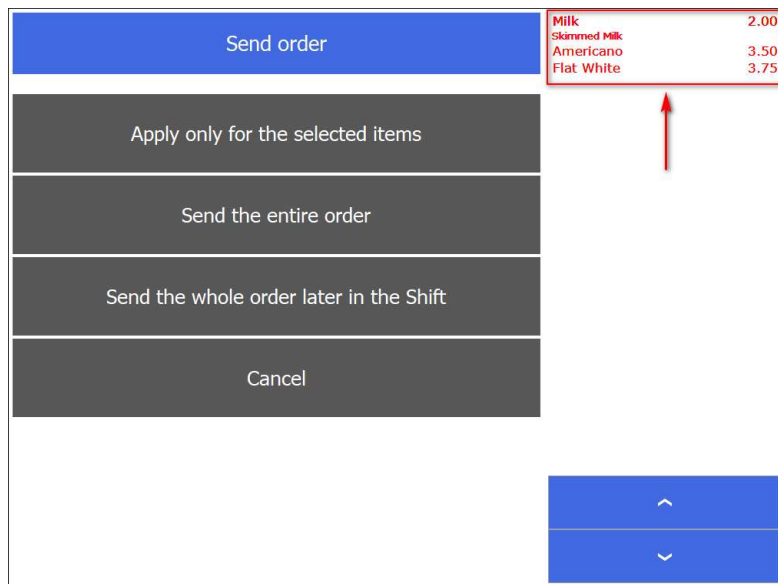 Send order
Apply only for the selected items
Send the entire order
Send the whole order later in the Shift
Cancel
Milk 2.00
Skimmed Milk
Americano 3.50
Flat White 3.75